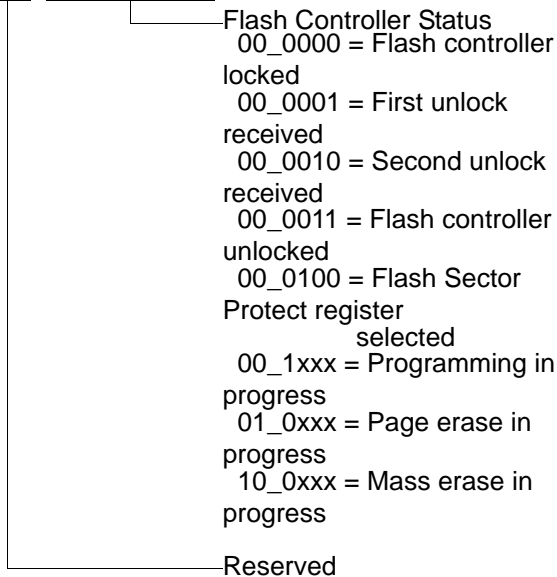 Flash Controller Status
00_0000 = Flash controller
locked
00_0001 = First unlock
received
00_0010 = Second unlock
received
00_0011 = Flash controller
unlocked
00_0100 = Flash Sector
Protect register
selected
00_1xxx = Programming in
progress
01_0xxx = Page erase in
progress
10_0xxx = Mass erase in
progress
Reserved